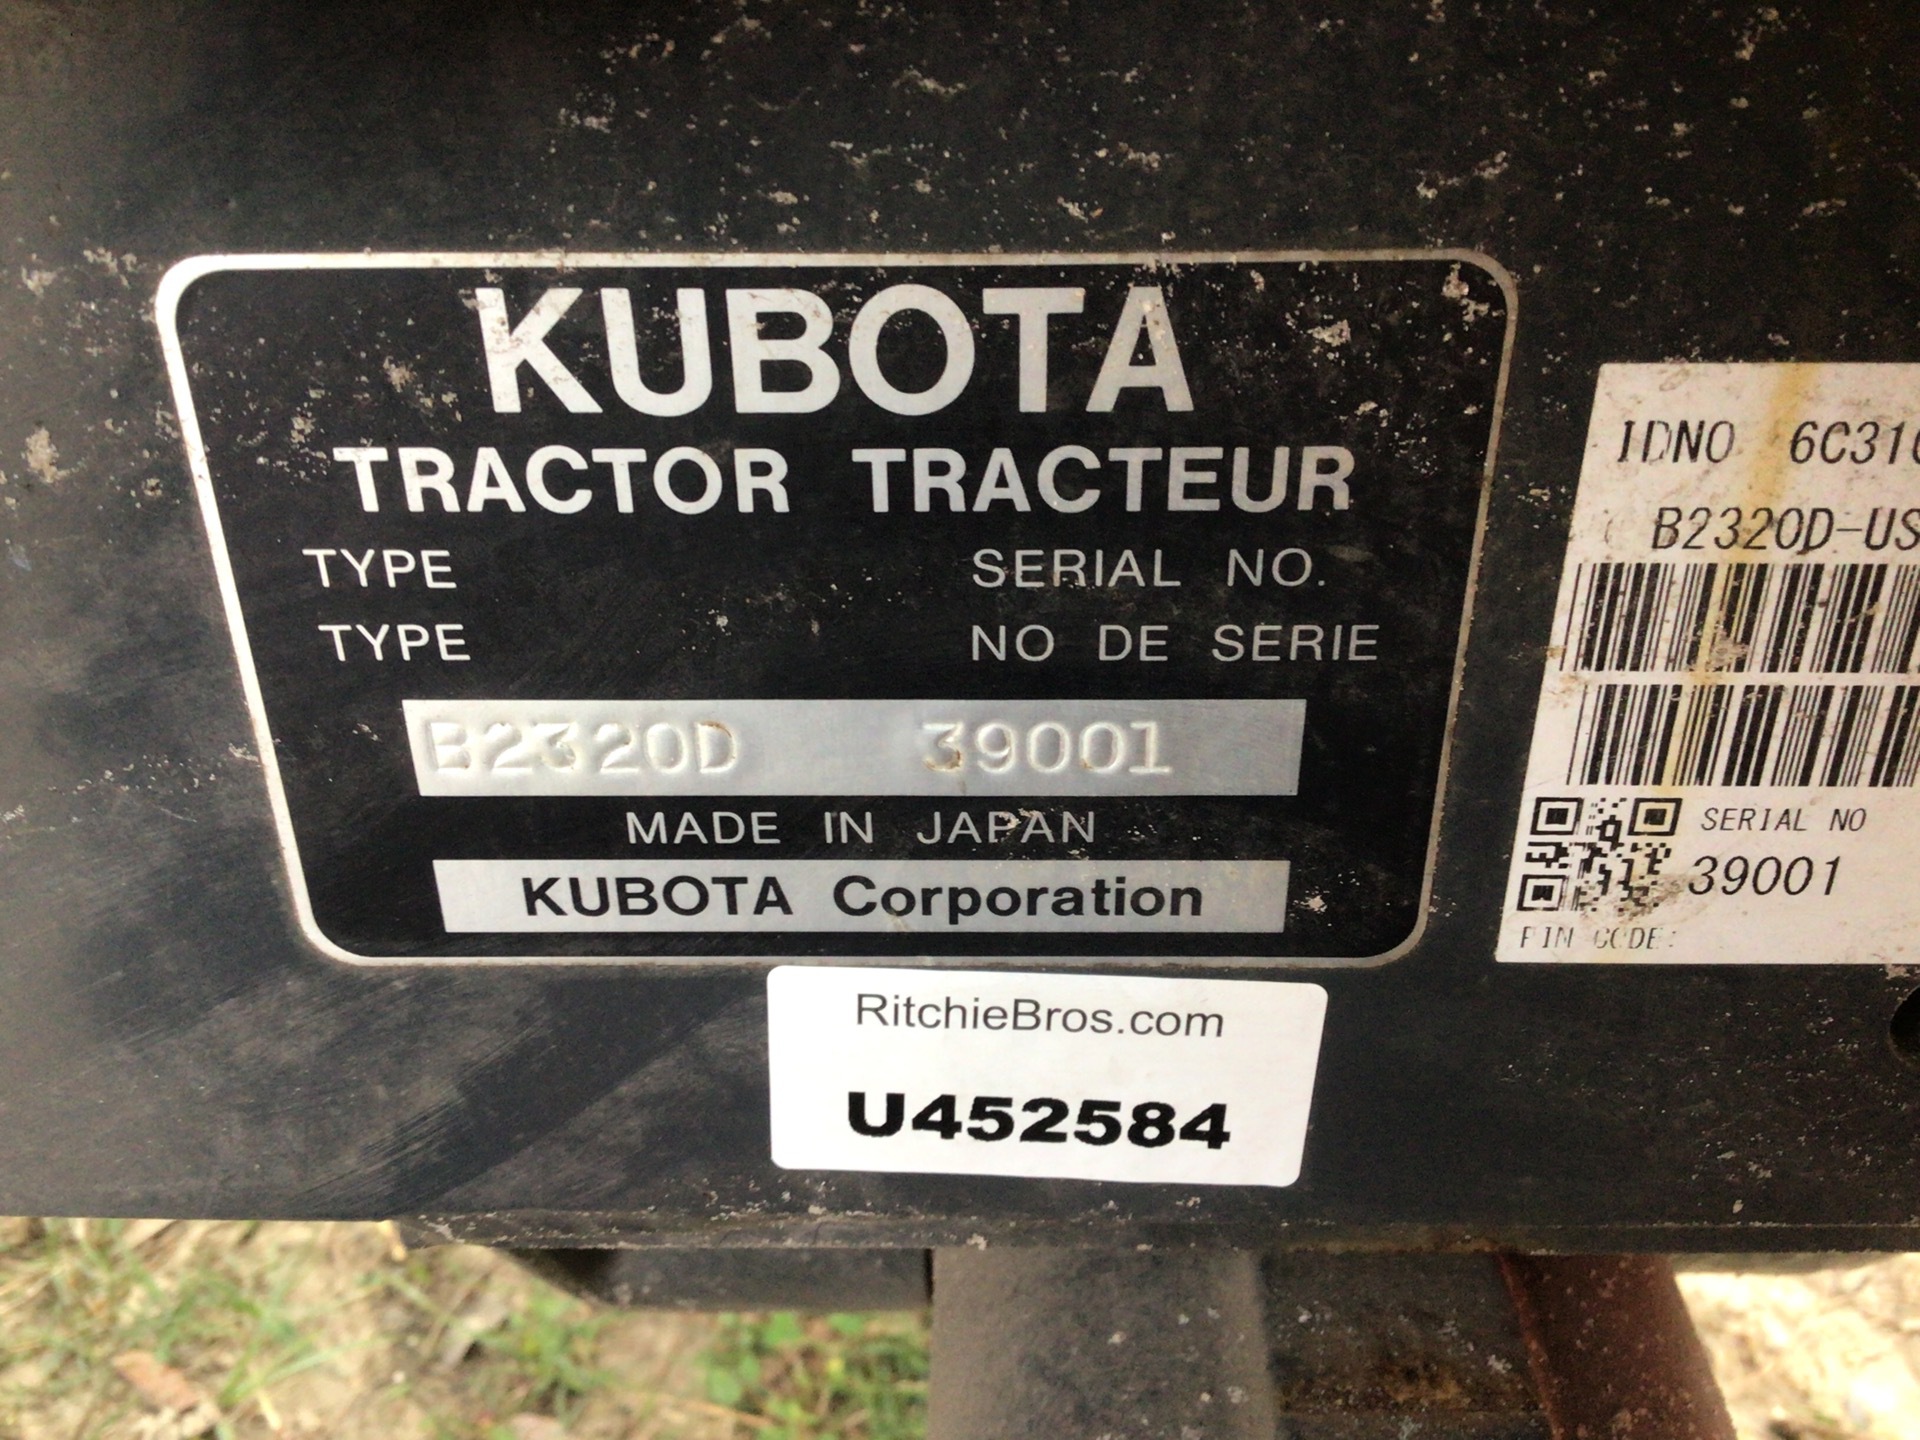 KUBOTA
TRACTOR TRACTEUR
TYPE SERIAL NO.
TYPE NO DE SERIE
B2320D 39001
MADE IN JAPAN
KUBOTA Corporation
RitchieBros.com
U452584
IDNO 6C31
B2320D-US
SERIAL NO
39001
PIN CODE: